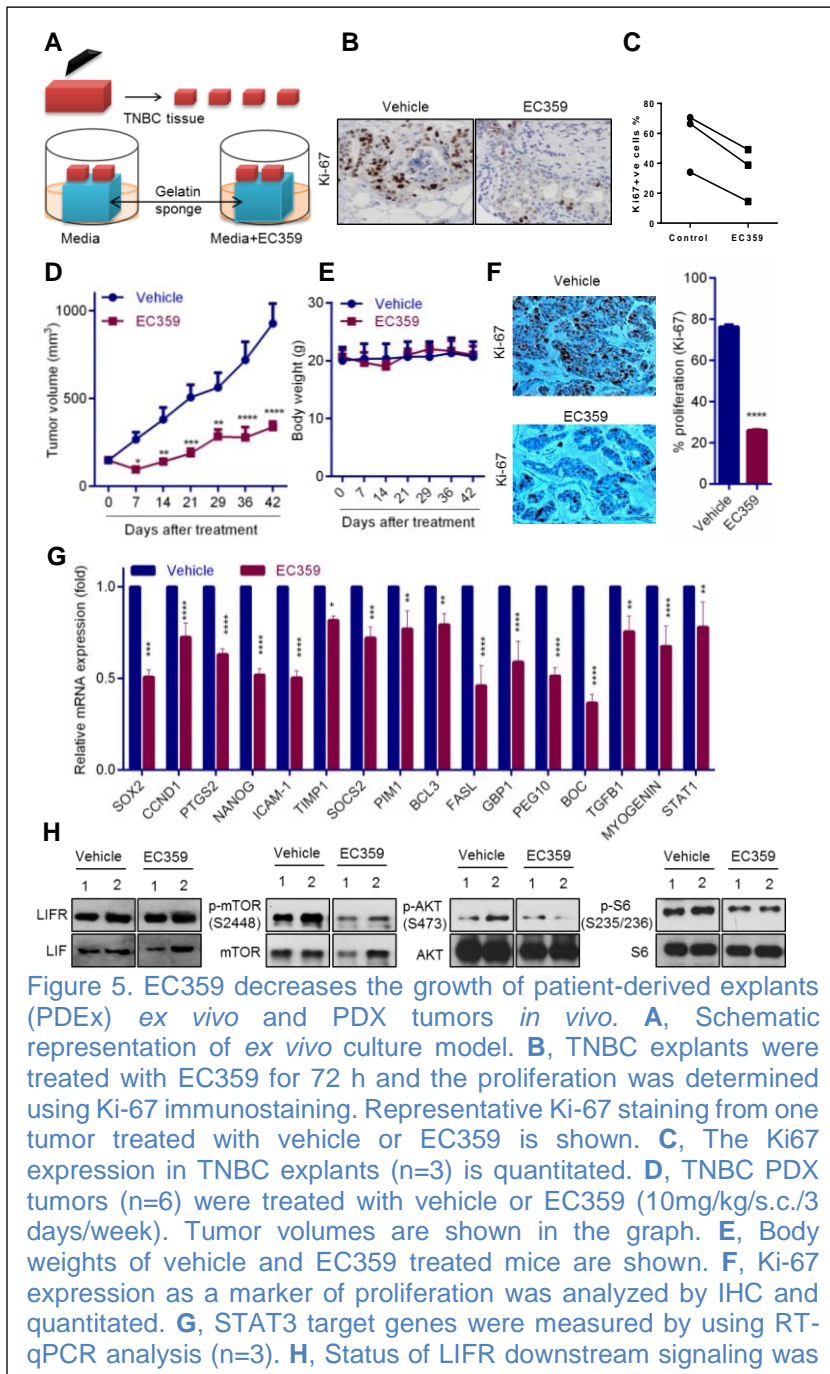 A
TNBC tissue
Gelatin
sponge
Media
Media+EC359
B
Vehicle
EC359
Ki-67
C
Ki67+ve cells %
80
60
40
20
0
Control
EC359
D
Vehicle
EC359
Tumor volume (mm³)
1000
500
0
*
**
***
**
****
****
0 7 14 21 29 36 42
Days after treatment
E
Vehicle
EC359
Body weight (g)
30
20
10
0
0 7 14 21 29 36 42
Days after treatment
F
Vehicle
Ki-67
EC359
Ki-67
% proliferation (Ki-67)
100
80
60
40
20
0
****
Vehicle
EC359
G
Vehicle
EC359
Relative mRNA expression (fold)
1.0
0.5
0.0
*** **** **** **** **** * *** ** ** **** **** **** **** ** **** **
SOX2
CCND1
PTGS2
NANOG
ICAM-1
TIMP1
SOCS2
PIM1
BCL3
FASL
GBP1
PEG10
BOC
TGFB1
MYOGENIN
STAT1
H
Vehicle EC359
1 2 1 2
LIFR
LIF
Vehicle EC359
1 2 1 2
p-mTOR
(S2448)
mTOR
Vehicle EC359
1 2 1 2
p-AKT
(S473)
AKT
Vehicle EC359
1 2 1 2
p-S6
(S235/236)
S6
Figure 5. EC359 decreases the growth of patient-derived explants
(PDEx) ex vivo and PDX tumors in vivo. A, Schematic
representation of ex vivo culture model. B, TNBC explants were
treated with EC359 for 72 h and the proliferation was determined
using Ki-67 immunostaining. Representative Ki-67 staining from one
tumor treated with vehicle or EC359 is shown. C, The Ki67
expression in TNBC explants (n=3) is quantitated. D, TNBC PDX
tumors (n=6) were treated with vehicle or EC359 (10mg/kg/s.c./3
days/week). Tumor volumes are shown in the graph. E, Body
weights of vehicle and EC359 treated mice are shown. F, Ki-67
expression as a marker of proliferation was analyzed by IHC and
quantitated. G, STAT3 target genes were measured by using RT-
qPCR analysis (n=3). H, Status of LIFR downstream signaling was